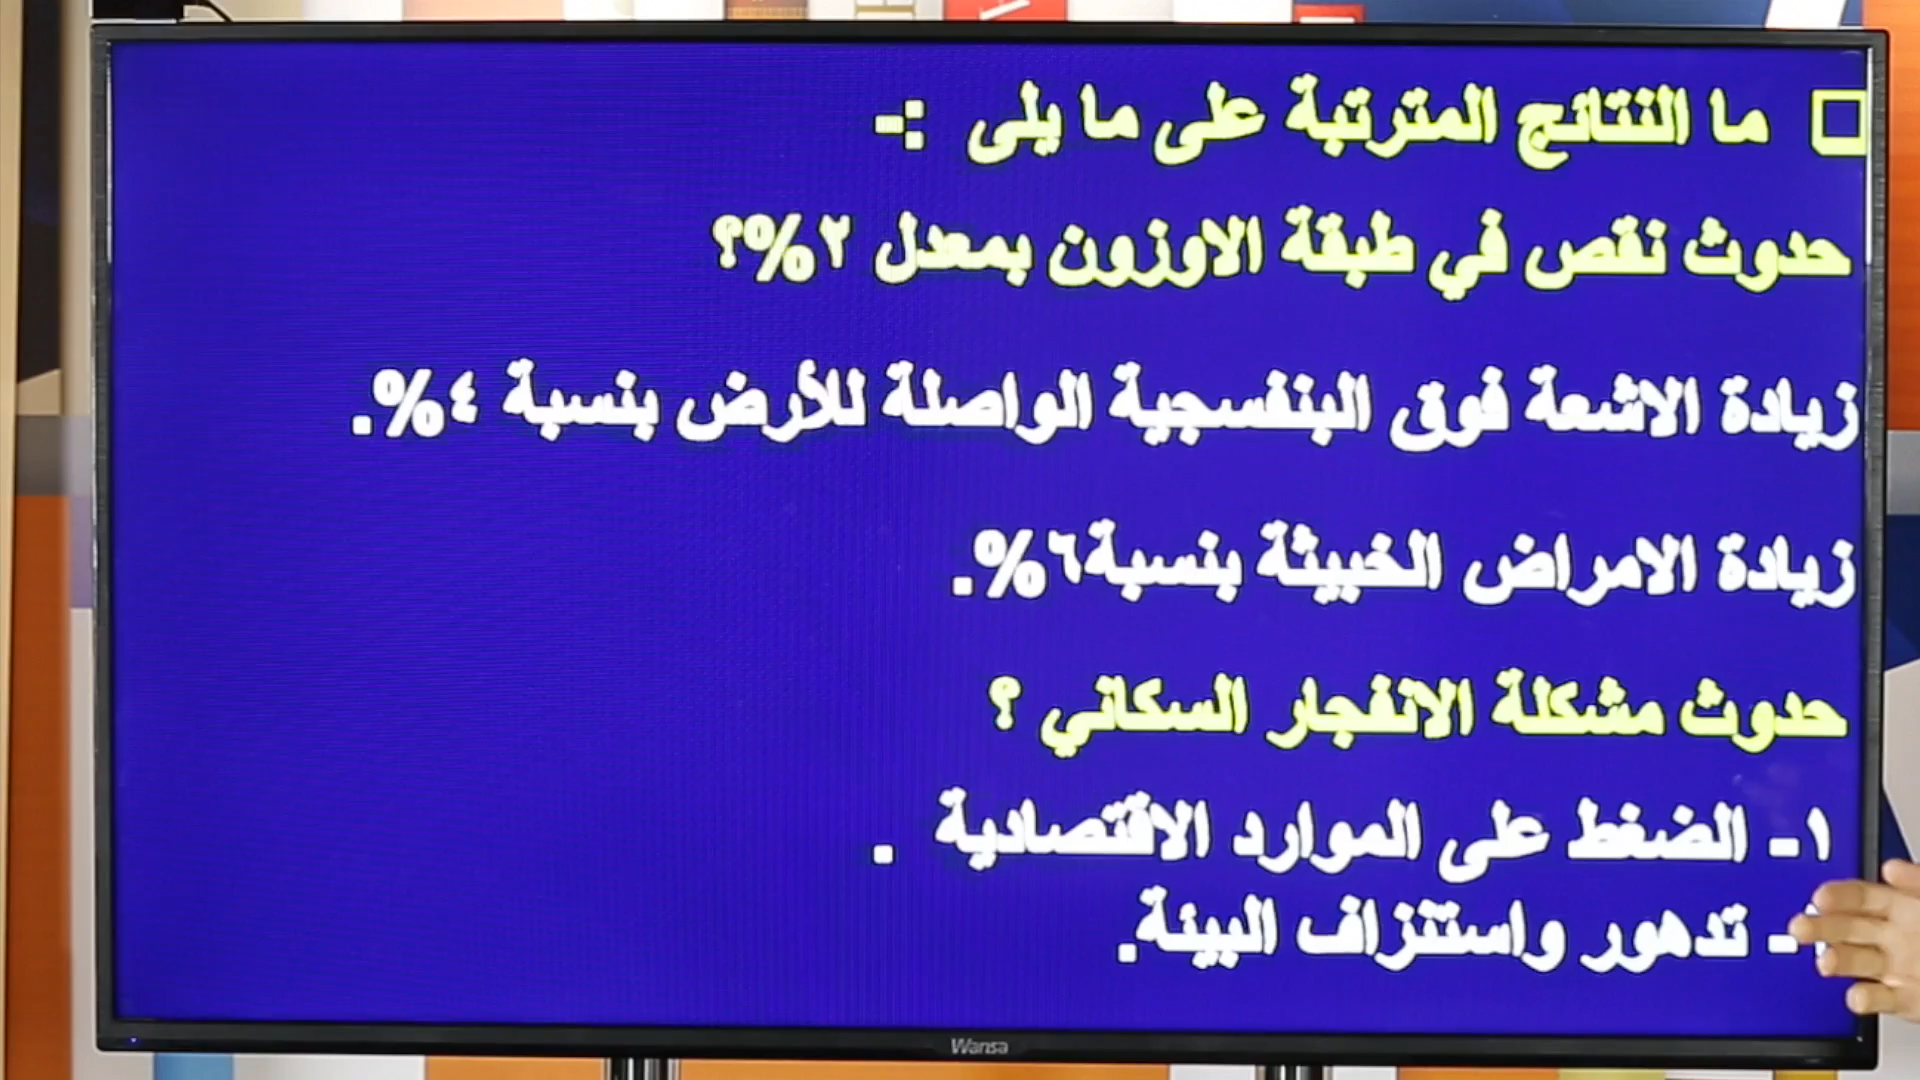 ما النتائج المترتبة على ما يلى :-
حدوث نقص في طبقة الاوزون بمعدل ٢%؟
زيادة الاشعة فوق البنفسجية الواصلة للأرض بنسبة ٤%.
زيادة الامراض الخبيثة بنسبة٦%.
حدوث مشكلة الانفجار السكاني ؟
١- الضغط على الموارد الاقتصادية .
- تدهور واستنزاف البيئة.
Wansa